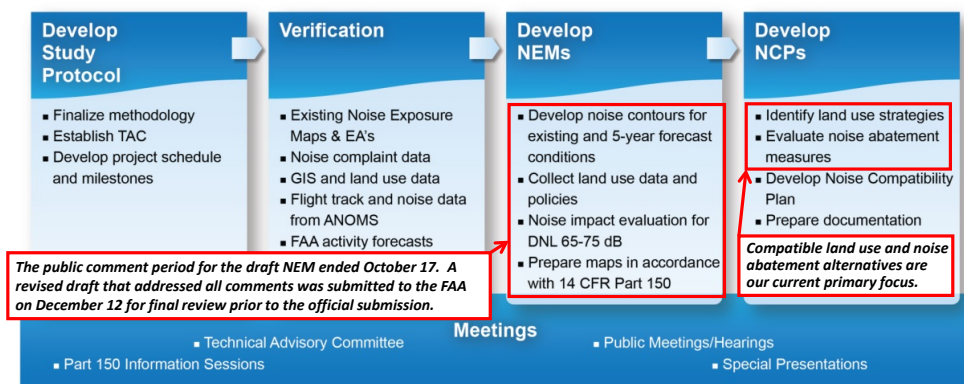 Develop
Study
Protocol
▪ Finalize methodology
▪ Establish TAC
▪ Develop project schedule
and milestones
Verification
▪ Existing Noise Exposure
Maps & EA's
▪ Noise complaint data
▪ GIS and land use data
▪ Flight track and noise data
from ANOMS
▪ FAA activity forecasts
Develop
NEMs
▪ Develop noise contours for
existing and 5-year forecast
conditions
▪ Collect land use data and
policies
▪ Noise impact evaluation for
DNL 65-75 dB
▪ Prepare maps in accordance
with 14 CFR Part 150
Develop
NCPs
▪ Identify land use strategies
▪ Evaluate noise abatement
measures
▪ Develop Noise Compatibility
Plan
▪ Prepare documentation
The public comment period for the draft NEM ended October 17. A
revised draft that addressed all comments was submitted to the FAA
on December 12 for final review prior to the official submission.
Compatible land use and noise
abatement alternatives are
our current primary focus.
Meetings
▪ Technical Advisory Committee
▪ Public Meetings/Hearings
▪ Part 150 Information Sessions
▪ Special Presentations